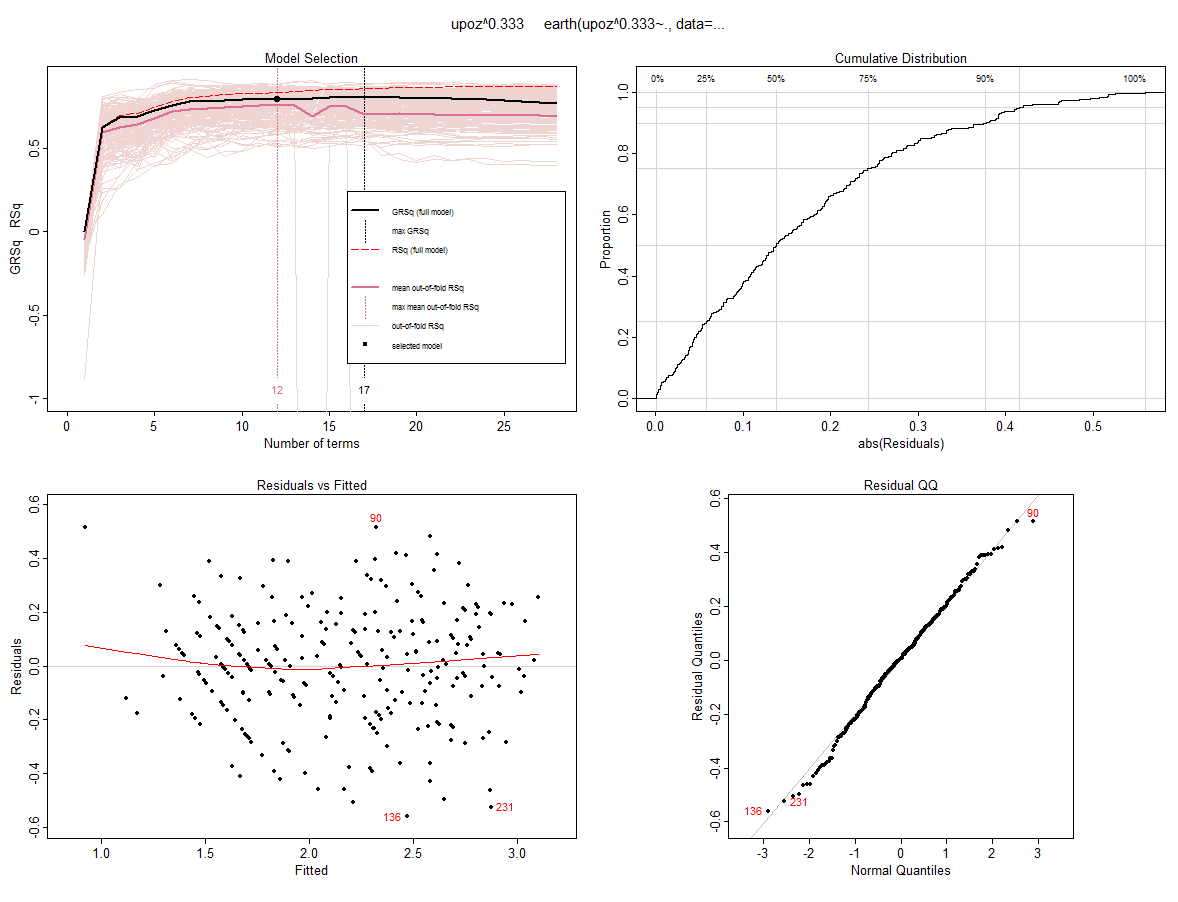 upoz^0.333 earth(upoz^0.333~., data=...
Model Selection
GRSq RSq
0.5
0
-0.5
-1
GRSq (full model)
max GRSq
RSq (full model)
mean out-of-fold RSq
max mean out-of-fold RSq
out-of-fold RSq
selected model
12
17
0 5 10 15 20 25
Number of terms
Cumulative Distribution
0% 25% 50% 75% 90% 100%
Proportion
1.0
0.8
0.6
0.4
0.2
0.0
0.0 0.1 0.2 0.3 0.4 0.5
abs(Residuals)
Residuals vs Fitted
Residuals
0.6
0.4
0.2
0.0
-0.2
-0.4
-0.6
90
231
136
1.0 1.5 2.0 2.5 3.0
Fitted
Residual QQ
Residual Quantiles
0.6
0.4
0.2
0.0
-0.2
-0.4
-0.6
90
231
136
-3 -2 -1 0 1 2 3
Normal Quantiles